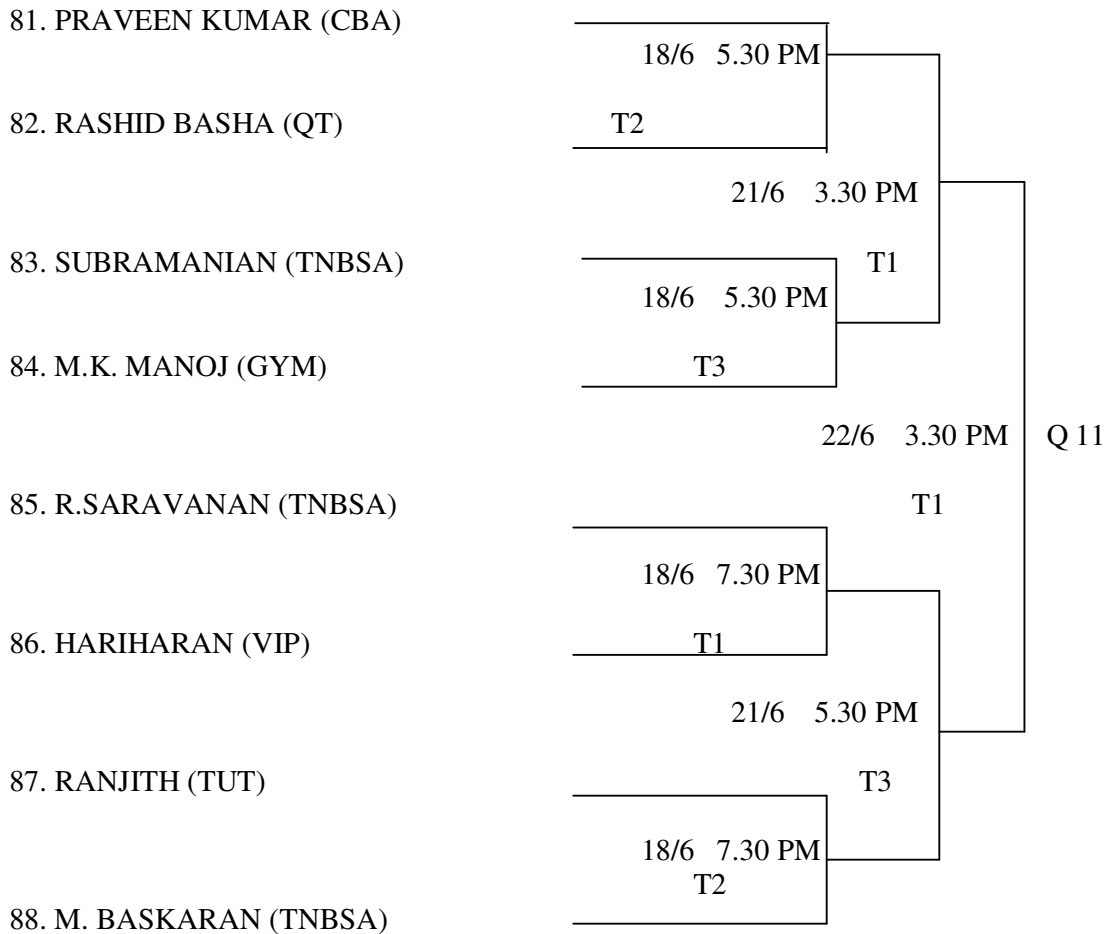 81. PRAVEEN KUMAR (CBA)
18/6 5.30 PM
82. RASHID BASHA (QT) T2
21/6 3.30 PM
83. SUBRAMANIAN (TNBSA) T1
18/6 5.30 PM
84. M.K. MANOJ (GYM) T3
22/6 3.30 PM Q 11
85. R.SARAVANAN (TNBSA) T1
18/6 7.30 PM
86. HARIHARAN (VIP) T1
21/6 5.30 PM
87. RANJITH (TUT) T3
18/6 7.30 PM
T2
88. M. BASKARAN (TNBSA)